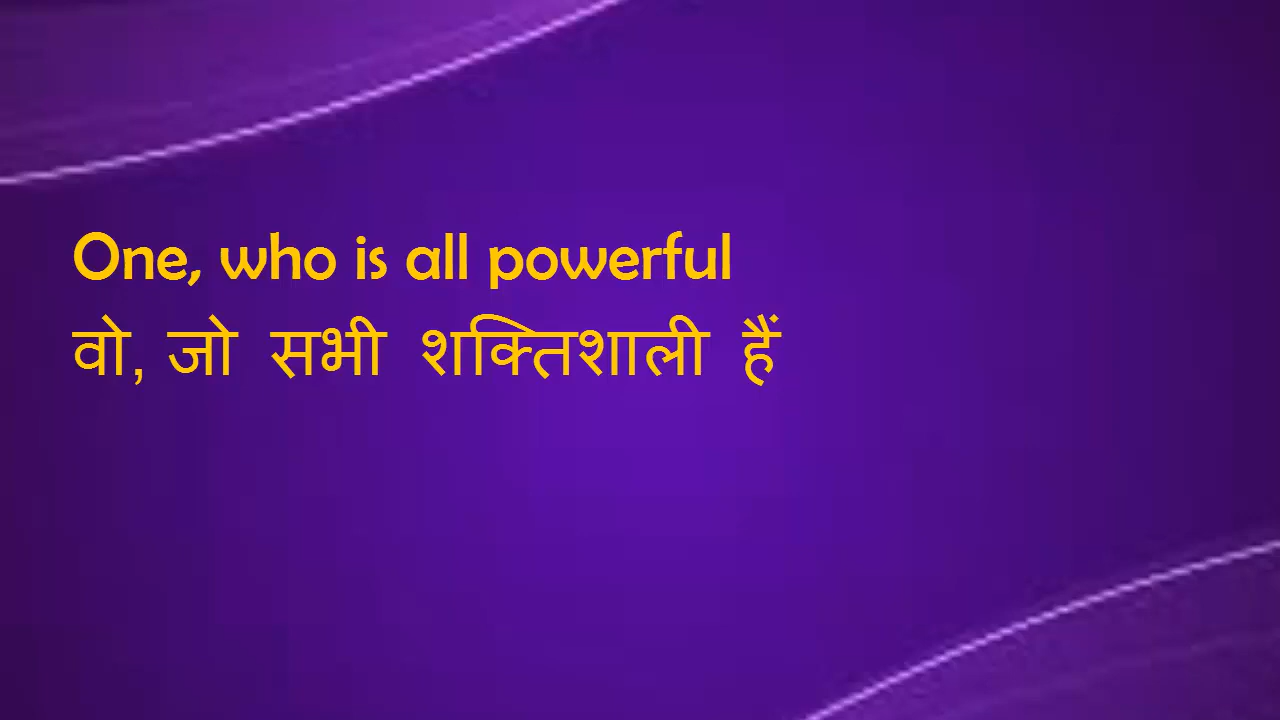 One, who is all powerful
वो, जो सभी शक्तिशाली हैं